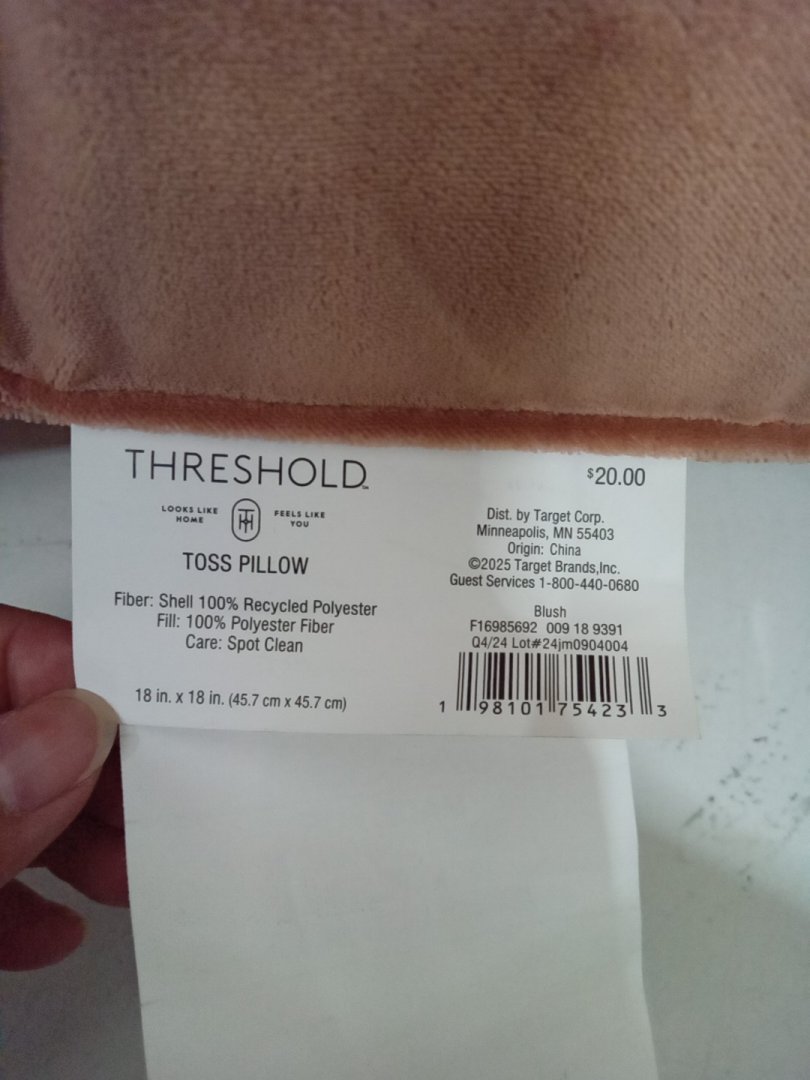 THRESHOLD™
LOOKS LIKE HOME
TH
FEELS LIKE YOU
TOSS PILLOW
Fiber: Shell 100% Recycled Polyester
Fill: 100% Polyester Fiber
Care: Spot Clean
18 in. x 18 in. (45.7 cm x 45.7 cm)
$20.00
Dist. by Target Corp.
Minneapolis, MN 55403
Origin: China
©2025 Target Brands,Inc.
Guest Services 1-800-440-0680
Blush
F16985692 009 18 9391
Q4/24 Lot#24jm0904004
1 98101 75423 3